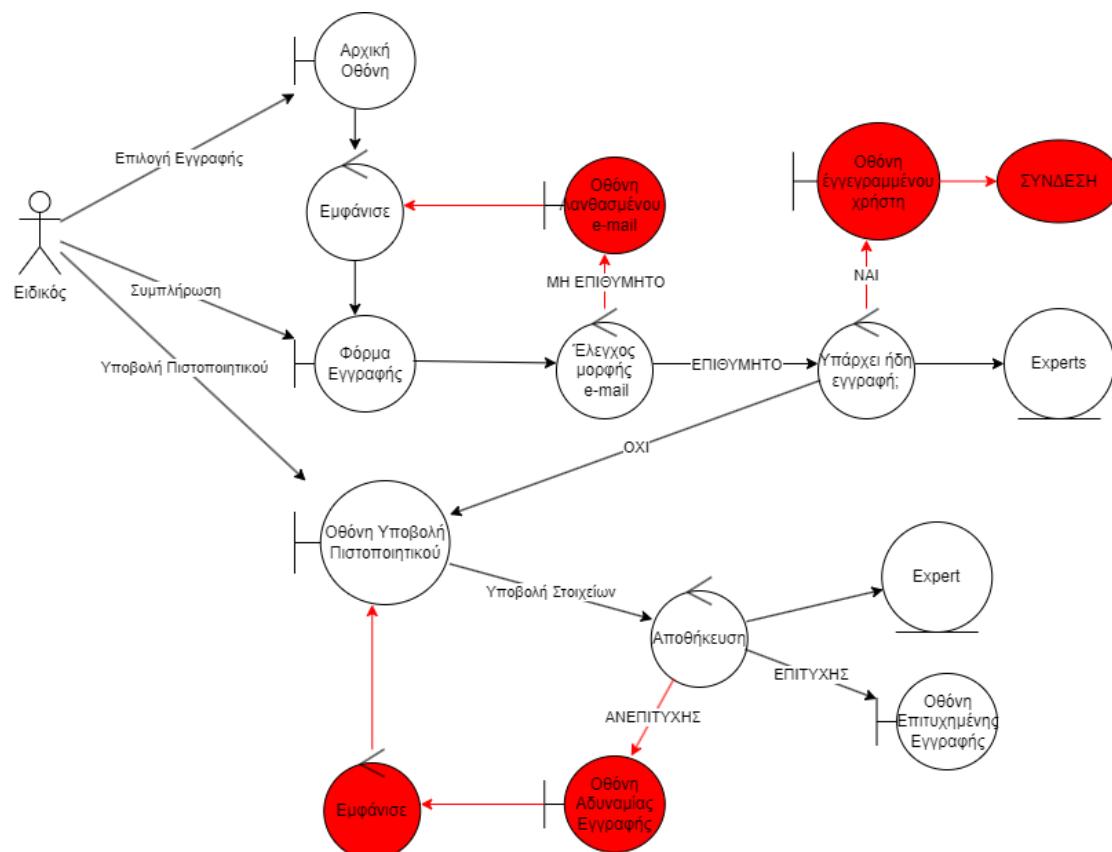 Αρχική
Οθόνη
Επιλογή Εγγραφής
Εμφάνισε
Οθόνη
Λανθασμένου
e-mail
Οθόνη
έγγεγραμμένου
χρήστη
ΣΥΝΔΕΣΗ
Ειδικός
Συμπλήρωση
ΜΗ ΕΠΙΘΥΜΗΤΟ
ΝΑΙ
Υποβολή Πιστοποιητικού
Φόρμα
Εγγραφής
Έλεγχος
μορφής
e-mail
ΕΠΙΘΥΜΗΤΟ
Υπάρχει ήδη
εγγραφή;
Experts
ΟΧΙ
Οθόνη Υποβολή
Πιστοποιητικού
Υποβολή Στοιχείων
Expert
Αποθήκευση
ΕΠΙΤΥΧΗΣ
ΑΝΕΠΙΤΥΧΗΣ
Οθόνη
Επιτυχημένης
Εγγραφής
Εμφάνισε
Οθόνη
Αδυναμίας
Εγγραφής